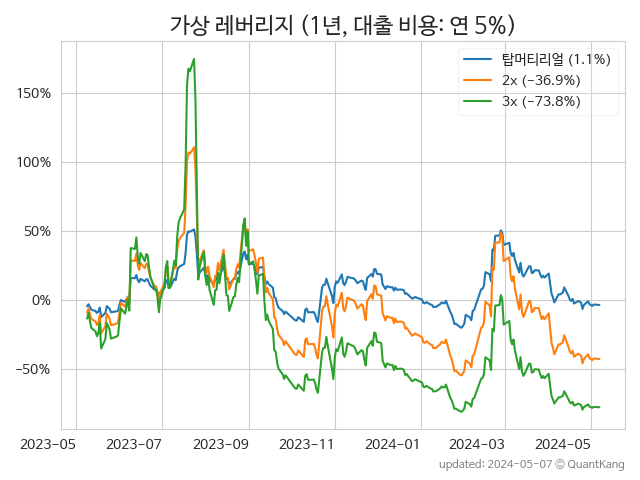 가상 레버리지 (1년, 대출 비용: 연 5%)
탑머티리얼 (1.1%)
2x (-36.9%)
3x (-73.8%)
150%
100%
50%
0%
-50%
2023-05 2023-07 2023-09 2023-11 2024-01 2024-03 2024-05
updated: 2024-05-07 © QuantKang